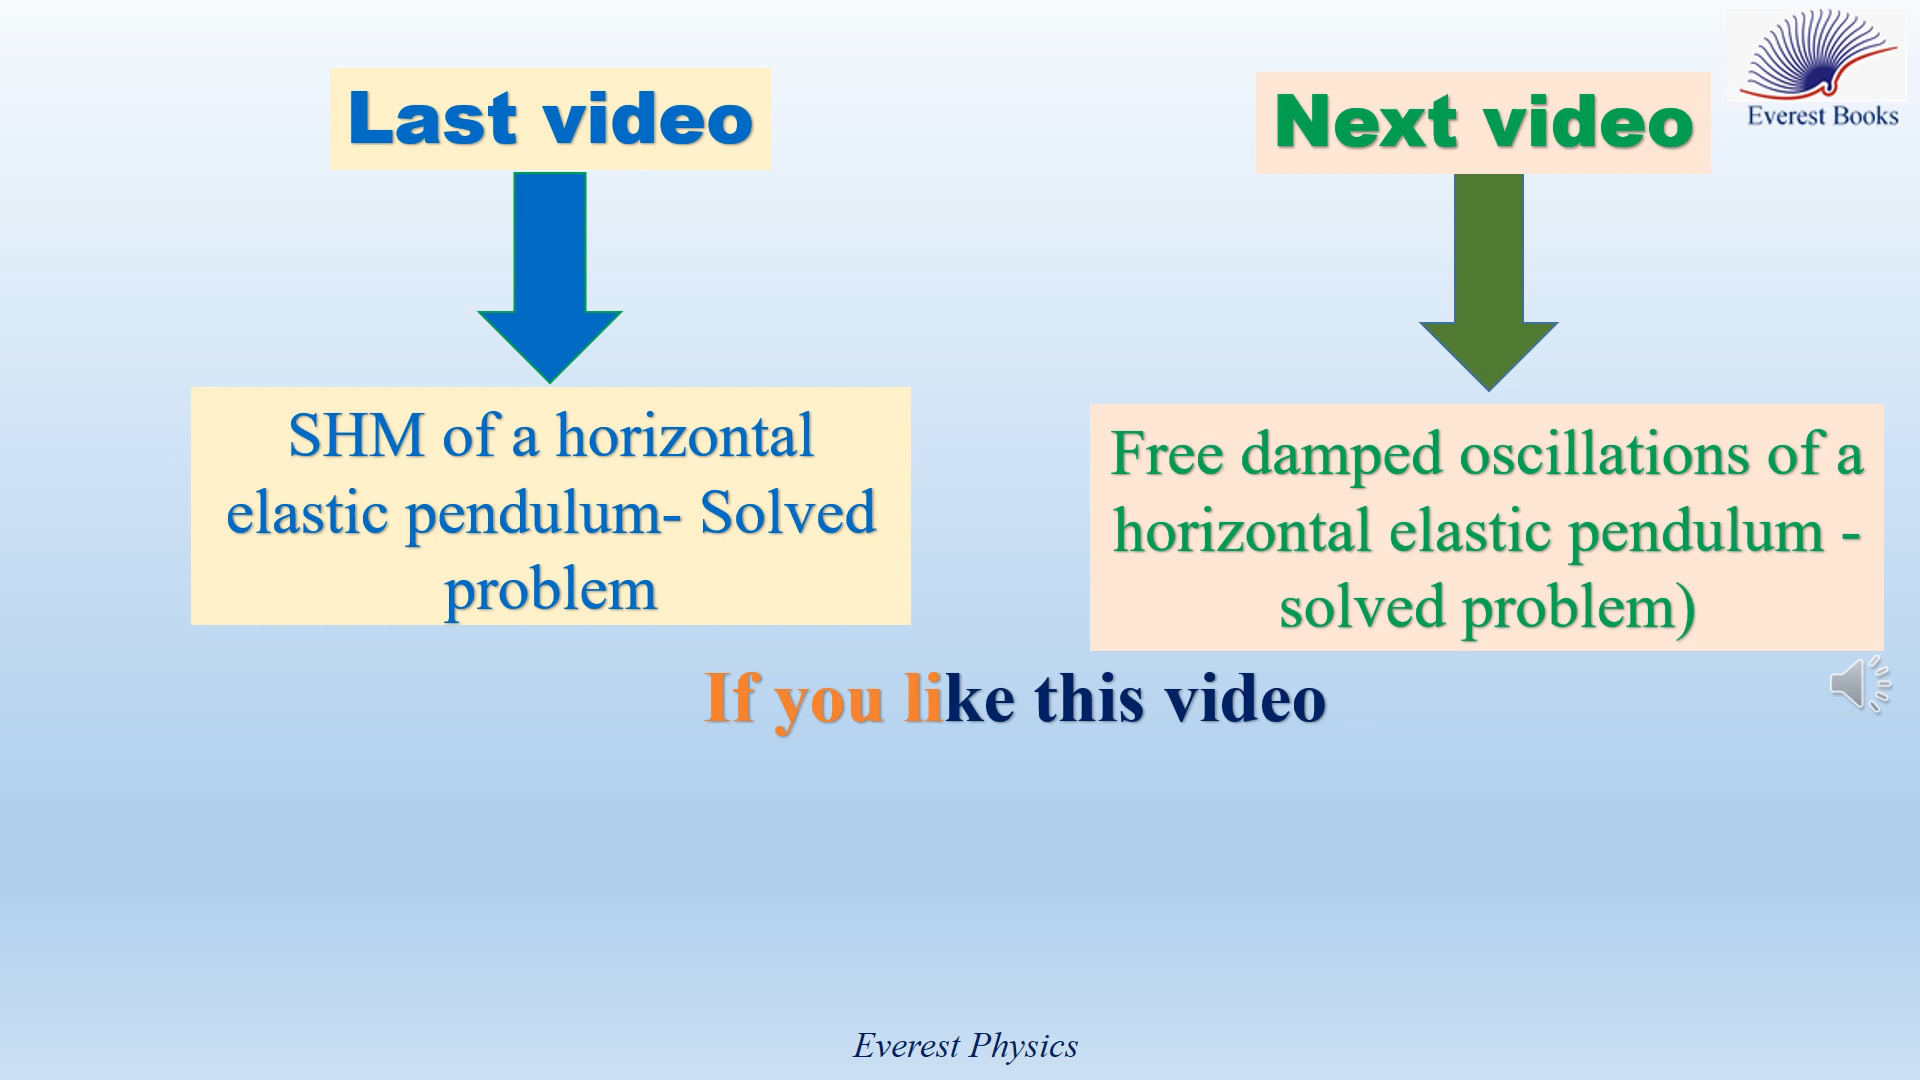 Last video
Next video
Everest Books
SHM of a horizontal
elastic pendulum- Solved
problem
Free damped oscillations of a
horizontal elastic pendulum -
solved problem)
If you like this video
Everest Physics